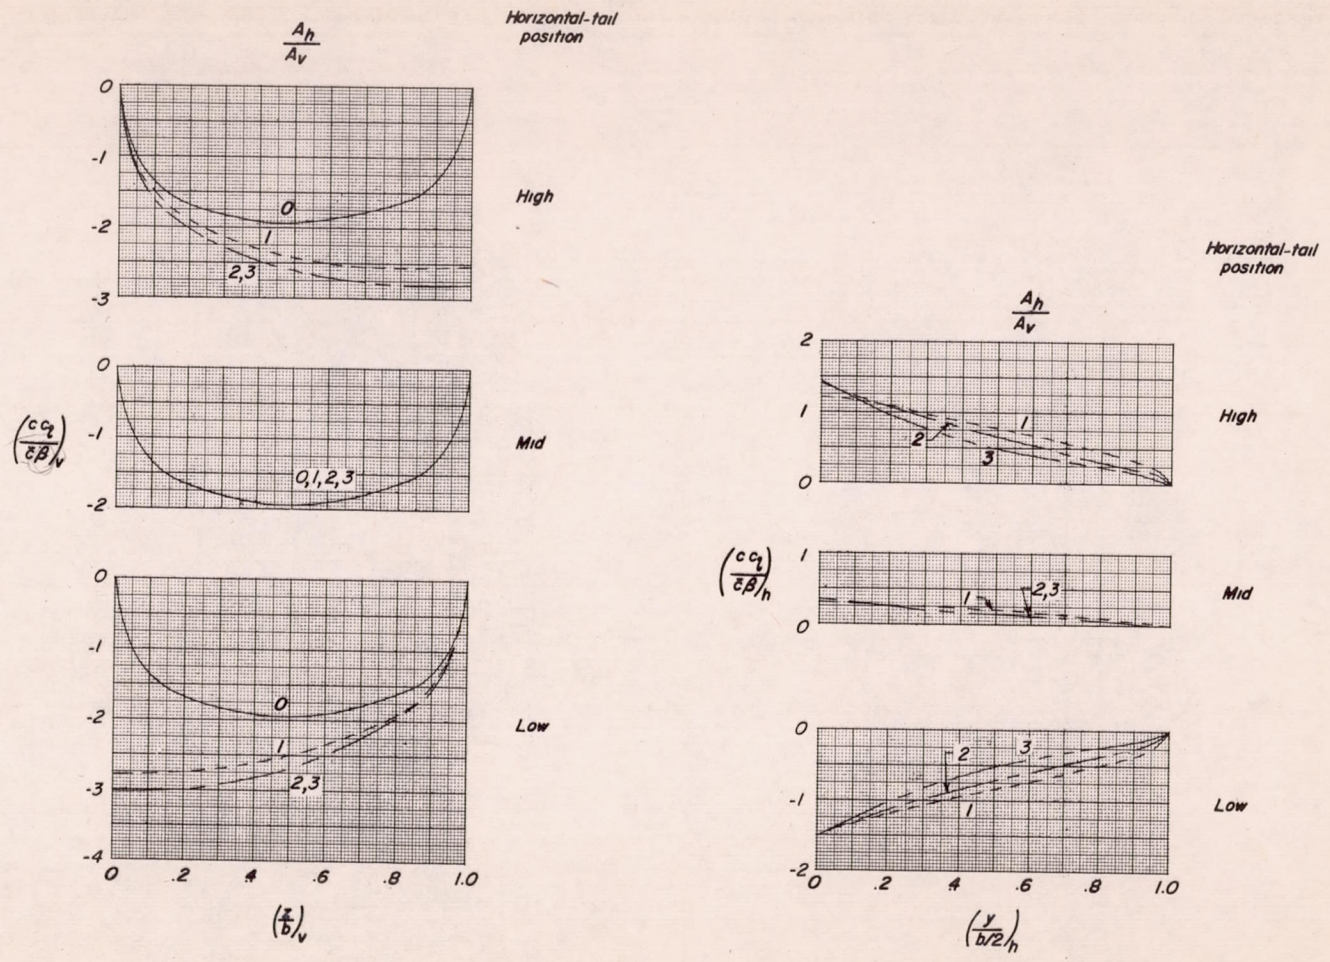 A_h
A_v
Horizontal-tail
position
0
-1
-2
-3
0
1
2,3
High
0
-1
-2
(c c_l / c̄ β)_v
0,1,2,3
Mid
0
-1
-2
-3
-4
0
1
2,3
Low
0 .2 .4 .6 .8 1.0
(z/b)_v
Horizontal-tail
position
A_h
A_v
2
1
0
1
2
3
High
(c c_l / c̄ β)_h
1
0
1
2,3
Mid
0
-1
-2
2
3
1
Low
0 .2 .4 .6 .8 1.0
(y / b/2)_h